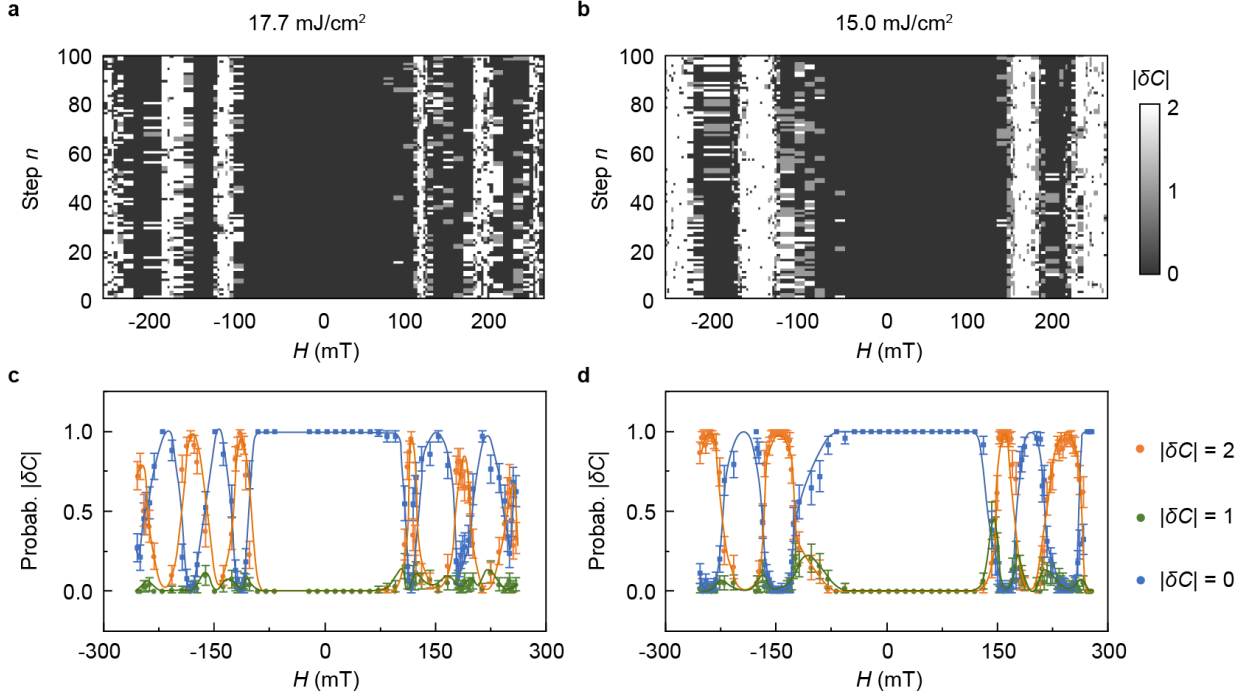 a
17.7 mJ/cm²
b
15.0 mJ/cm²
100
80
60
40
20
0
Step n
-200
-100
0
100
200
H (mT)
100
80
60
40
20
0
Step n
-200
-100
0
100
200
H (mT)
|δC|
2
1
0
c
1.0
0.5
0.0
Probab. |δC|
-300
-150
0
150
300
H (mT)
d
1.0
0.5
0.0
Probab. |δC|
-300
-150
0
150
300
H (mT)
|δC| = 2
|δC| = 1
|δC| = 0